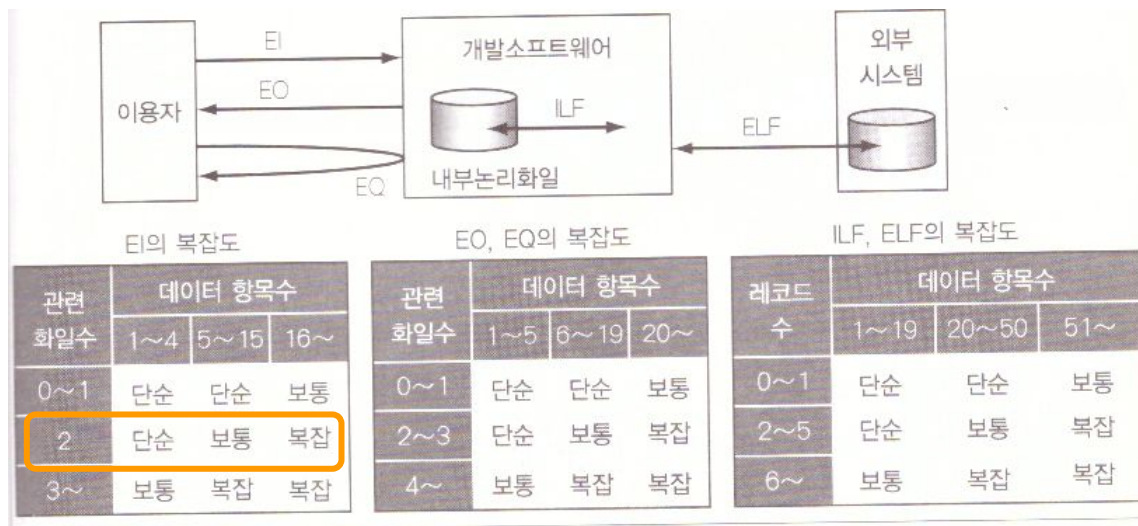 이용자
EI
EO
EQ
개발소프트웨어
ILF
내부논리화일
ELF
외부
시스템
EI의 복잡도
관련
화일수
데이터 항목수
1~4 5~15 16~
0~1 단순 단순 보통
2 단순 보통 복잡
3~ 보통 복잡 복잡
EO, EQ의 복잡도
관련
화일수
데이터 항목수
1~5 6~19 20~
0~1 단순 단순 보통
2~3 단순 보통 복잡
4~ 보통 복잡 복잡
ILF, ELF의 복잡도
레코드
수
데이터 항목수
1~19 20~50 51~
0~1 단순 단순 보통
2~5 단순 보통 복잡
6~ 보통 복잡 복잡